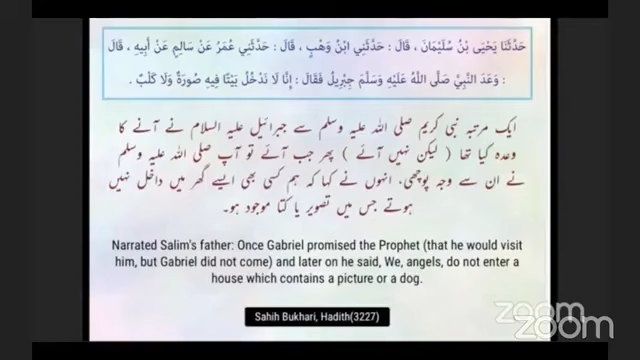 حَدَّثَنَا يَحْيَى بْنُ سُلَيْمَانَ ، قَالَ : حَدَّثَنِي ابْنُ وَهْبٍ ، قَالَ : حَدَّثَنِي عُمَرُ عَنْ سَالِمٍ عَنْ أَبِيهِ ، قَالَ
: وَعَدَ النَّبِيَّ صَلَّى اللَّهُ عَلَيْهِ وَسَلَّمَ جِبْرِيلُ فَقَالَ : إِنَّا لَا نَدْخُلُ بَيْتًا فِيهِ صُورَةٌ وَلَا كَلْبٌ .
ایک مرتبہ نبی کریم صلی اللہ علیہ وسلم سے جبرائیل علیہ السلام نے آنے کا
وعدہ کیا تھا ( لیکن نہیں آئے ) پھر جب آئے تو آپ صلی اللہ علیہ وسلم
نے ان سے وجہ پوچھی، انہوں نے کہا کہ ہم کسی بھی ایسے گھر میں داخل نہیں
ہوتے جس میں تصویر یا کتا موجود ہو۔
Narrated Salim's father: Once Gabriel promised the Prophet (that he would visit
him, but Gabriel did not come) and later on he said, We, angels, do not enter a
house which contains a picture or a dog.
Sahih Bukhari, Hadith(3227)
zoom
zoom